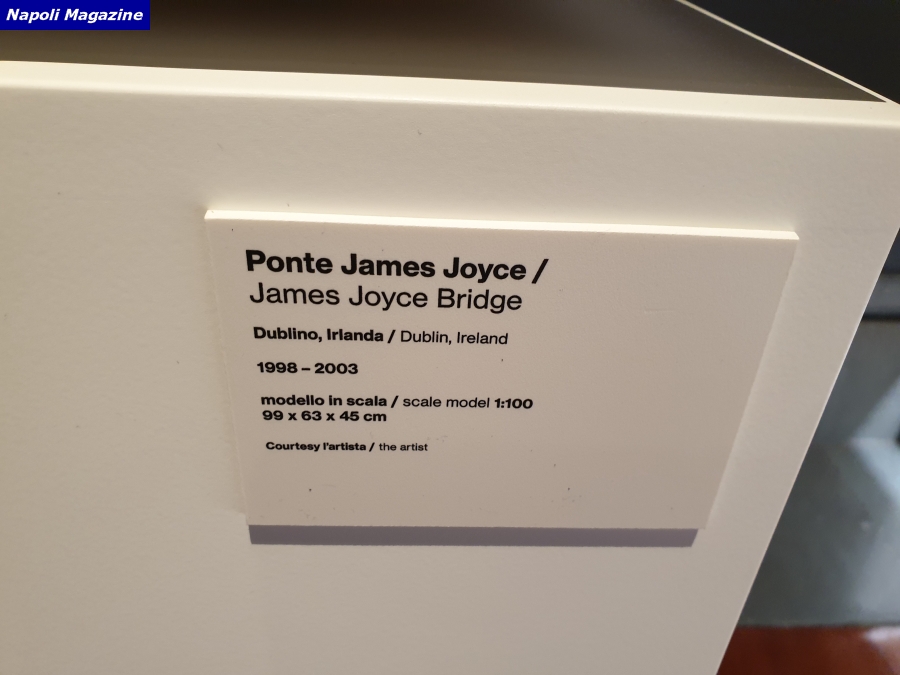 Napoli Magazine
Ponte James Joyce /
James Joyce Bridge
Dublino, Irlanda / Dublin, Ireland
1998 – 2003
modello in scala / scale model 1:100
99 x 63 x 45 cm
Courtesy l'artista / the artist